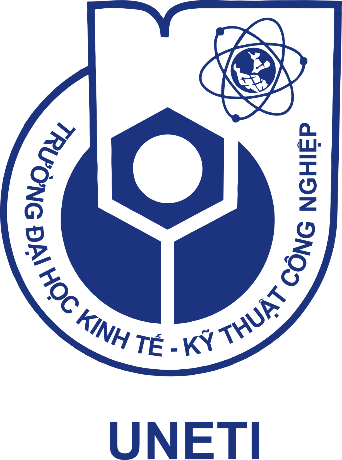 TRƯỜNG ĐẠI HỌC KINH TẾ - KỸ THUẬT CÔNG NGHIỆP
UNETI